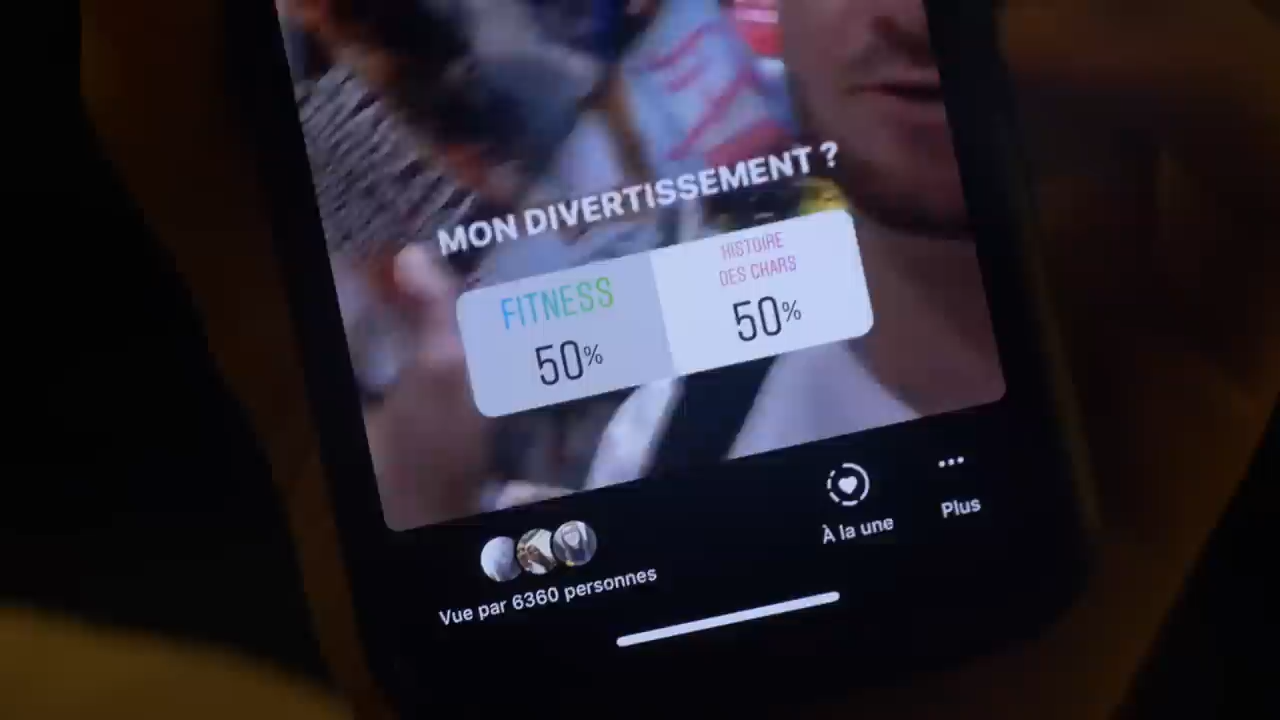 MON DIVERTISSEMENT ?
FITNESS
50%
HISTOIRE
DES CHARS
50%
À la une
Plus
Vue par 6360 personnes